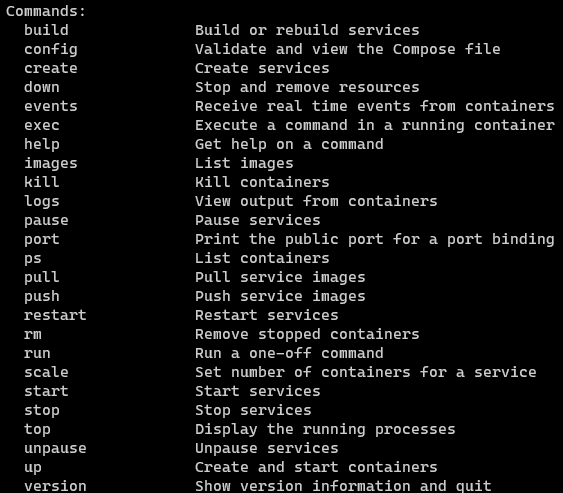 Commands:
  build              Build or rebuild services
  config             Validate and view the Compose file
  create             Create services
  down               Stop and remove resources
  events             Receive real time events from containers
  exec               Execute a command in a running container
  help               Get help on a command
  images             List images
  kill               Kill containers
  logs               View output from containers
  pause              Pause services
  port               Print the public port for a port binding
  ps                 List containers
  pull               Pull service images
  push               Push service images
  restart            Restart services
  rm                 Remove stopped containers
  run                Run a one-off command
  scale              Set number of containers for a service
  start              Start services
  stop               Stop services
  top                Display the running processes
  unpause            Unpause services
  up                 Create and start containers
  version            Show version information and quit